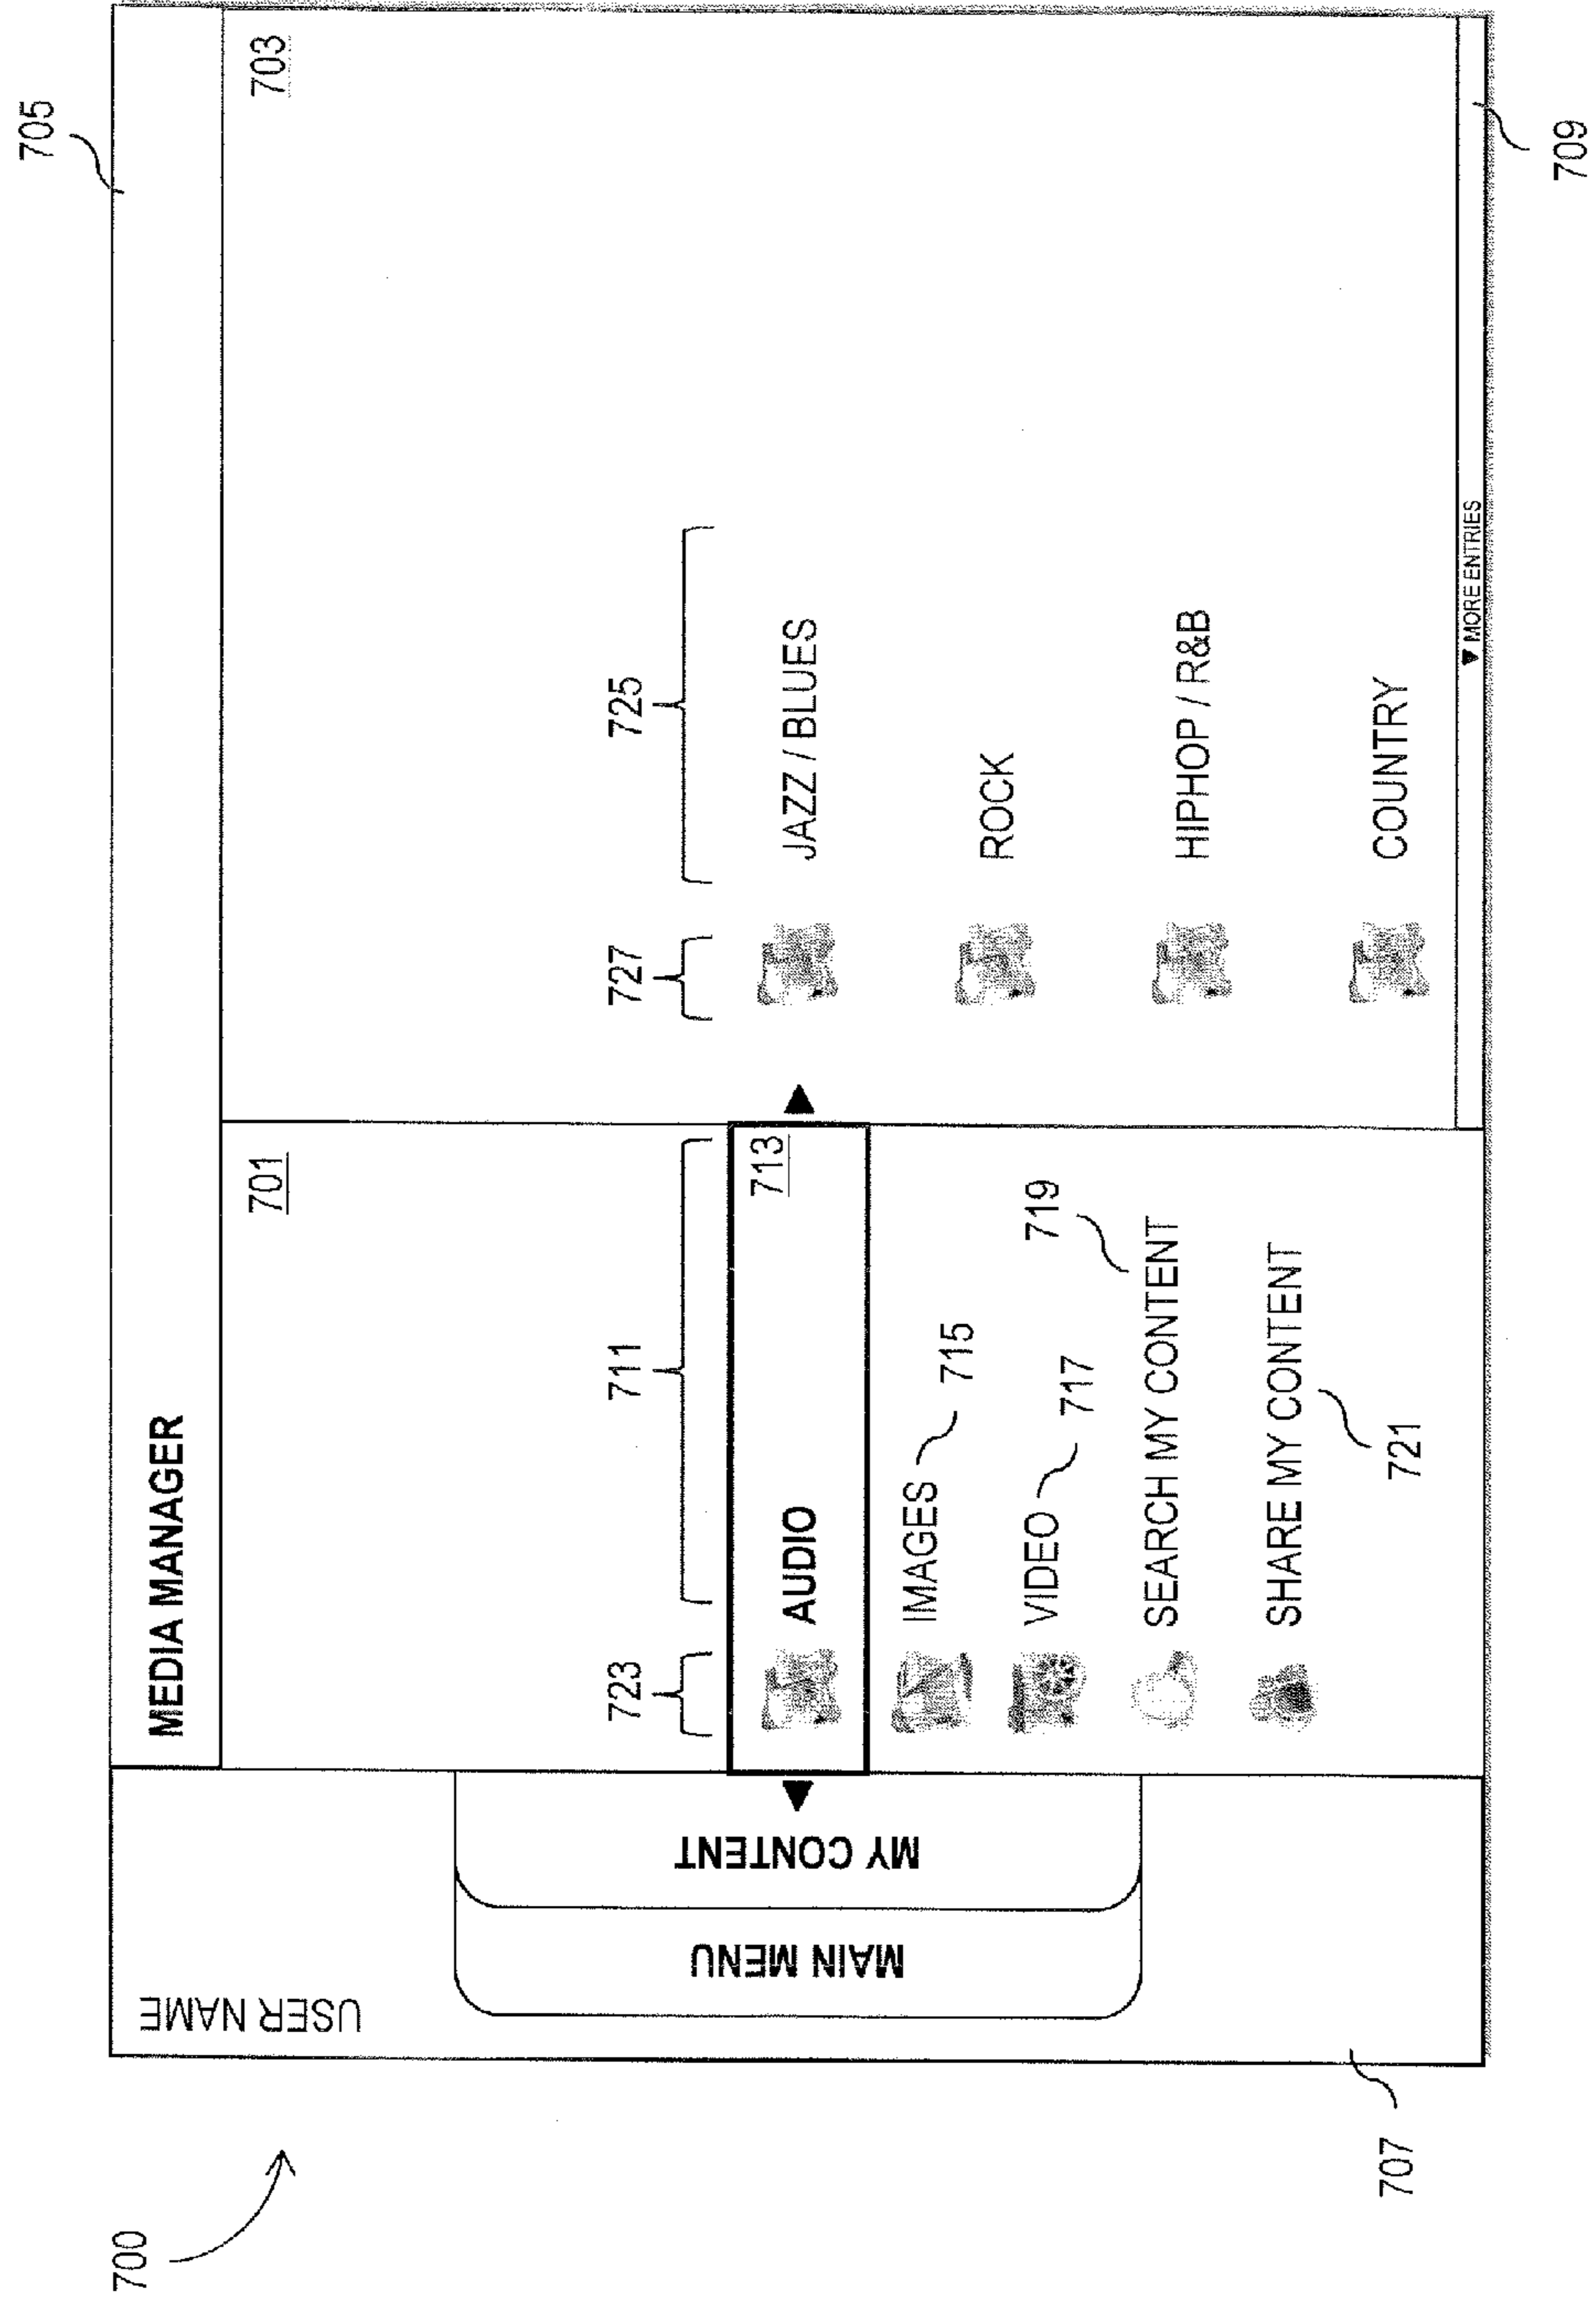 700
705
USER NAME
MEDIA MANAGER
701
703
MAIN MENU
MY CONTENT
723
711
727
725
AUDIO
713
JAZZ / BLUES
IMAGES
715
ROCK
VIDEO
717
719
SEARCH MY CONTENT
HIPHOP / R&B
SHARE MY CONTENT
721
COUNTRY
MORE ENTRIES
707
709